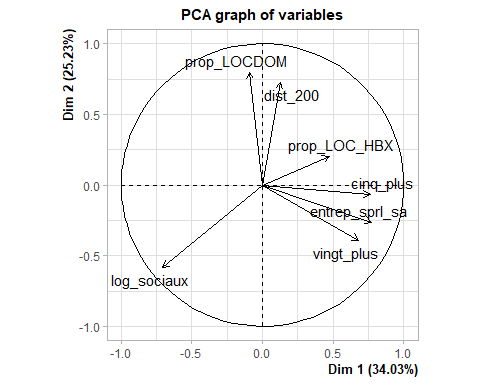 PCA graph of variables
Dim 2 (25.23%)
1.0
0.5
0.0
-0.5
-1.0
prop_LOCDOM
dist_200
prop_LOC_HBX
cinq_plus
entrep_sprl_sa
vingt_plus
log_sociaux
-1.0
-0.5
0.0
0.5
1.0
Dim 1 (34.03%)